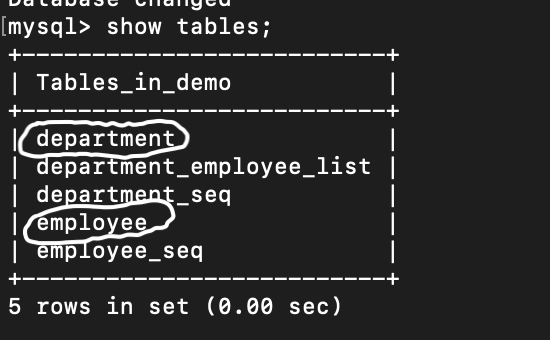 Database changed
[mysql> show tables;
+---------------------------+
| Tables_in_demo            |
+---------------------------+
| department                |
| department_employee_list  |
| department_seq            |
| employee                  |
| employee_seq              |
+---------------------------+
5 rows in set (0.00 sec)